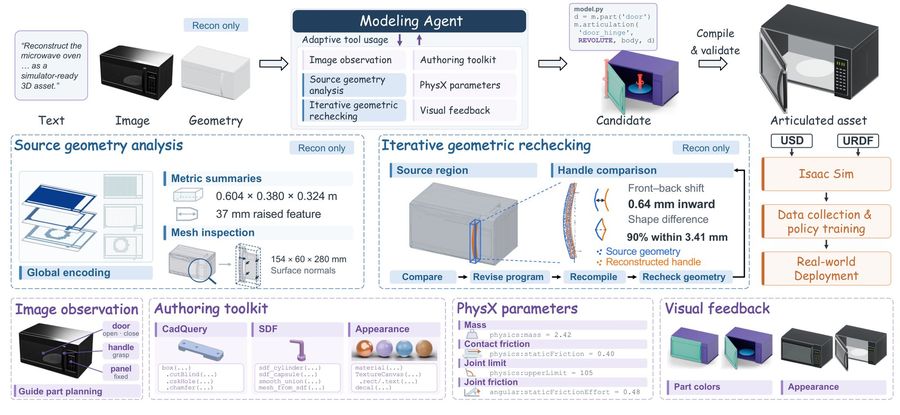 Recon only
Modeling Agent
Adaptive tool usage
Image observation
Authoring toolkit
Source geometry
analysis
PhysX parameters
Iterative geometric
rechecking
Visual feedback
"Reconstruct the
microwave oven
... as a
simulator-ready
3D asset."
Text
Image
Geometry
model.py
d = m.part('door')
m.articulation(
'door_hinge',
REVOLUTE, body, d)
Candidate
Compile
& validate
Articulated asset
USD
URDF
Isaac Sim
Data collection &
policy training
Real-world
Deployment
Source geometry analysis
Recon only
Global encoding
Metric summaries
0.604 × 0.380 × 0.324 m
37 mm raised feature
Mesh inspection
154 × 60 × 280 mm
Surface normals
Iterative geometric rechecking
Recon only
Source region
Handle comparison
Front–back shift
0.64 mm inward
Shape difference
90% within 3.41 mm
Source geometry
Reconstructed handle
Compare
Revise program
Recompile
Recheck geometry
Image observation
door
open · close
handle
grasp
panel
fixed
Guide part planning
Authoring toolkit
CadQuery
box(...)
.cutBlind(...)
.cskHole(...)
.chamfer(...)
SDF
sdf_cylinder(...)
sdf_capsule(...)
smooth_union(...)
mesh_from_sdf(...)
Appearance
material(...)
TextureCanvas(...)
.rect/.text(...)
decal(...)
PhysX parameters
Mass
physics:mass = 2.42
Contact friction
physics:staticFriction = 0.40
Joint limit
physics:upperLimit = 105
Joint friction
angular:staticFrictionEffort = 0.48
Visual feedback
Part colors
Appearance